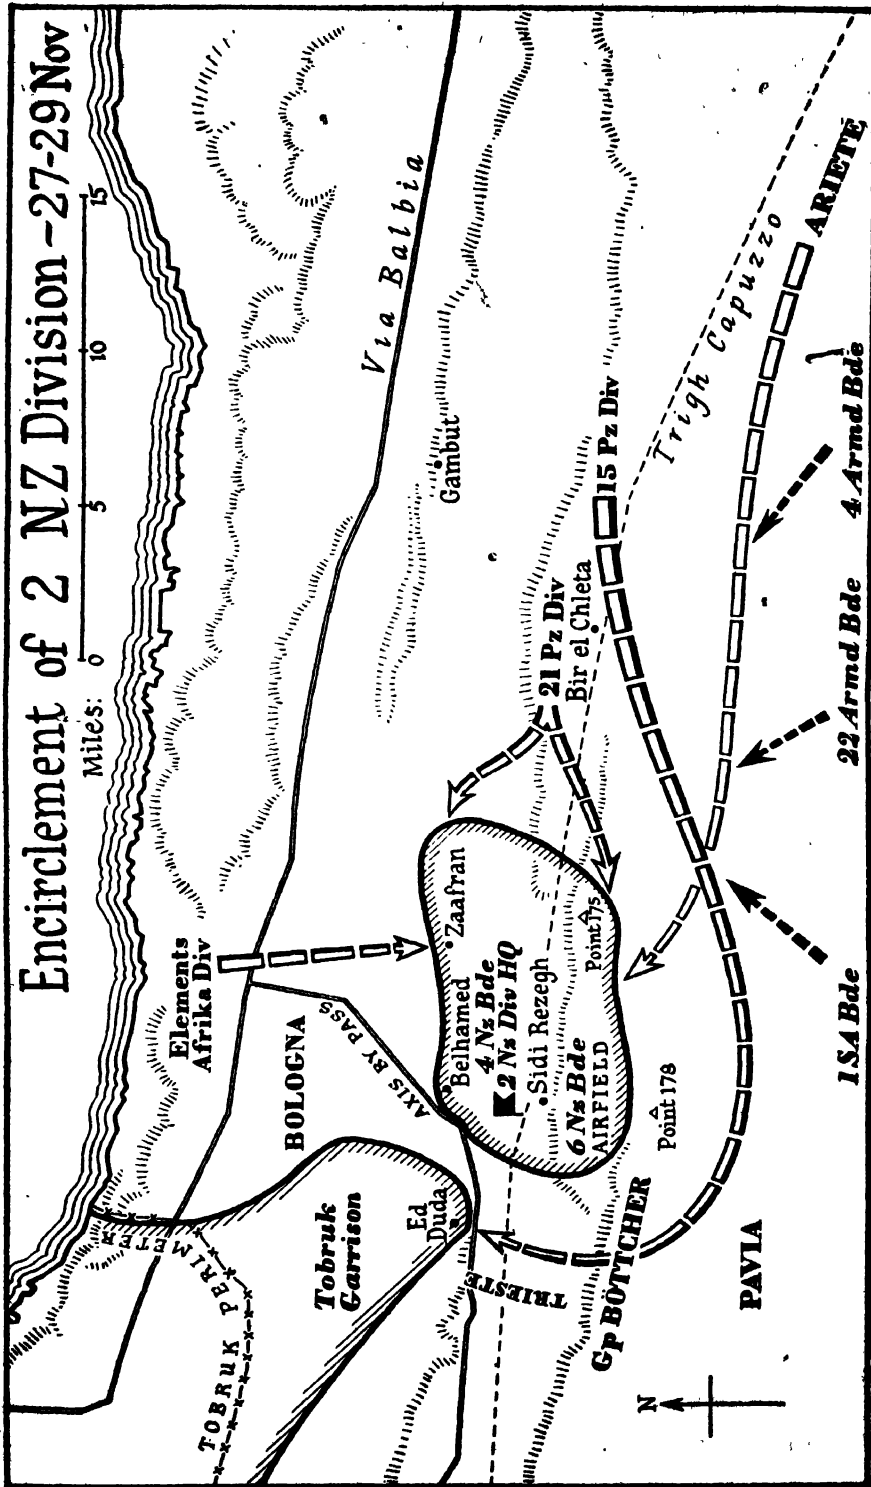 Encirclement of 2 NZ Division-27-29 Nov
Miles: 0 5 10 15
Via Balbia
Elements
Afrika Div
BOLOGNA
AXIS BY PASS
TOBRUK PERIMETER
Tobruk
Garrison
Ed
Duda
Gambut
Zaafran
Belhamed
4 Nz Bde
2 Nz Div HQ
Sidi Rezegh
6 Nz Bde
AIRFIELD
Point 175
Point 178
21 Pz Div
Bir el Chleta
15 Pz Div
Trigh Capuzzo
ARIETE
TRIESTE
Gp BÖTTCHER
PAVIA
N
1 SA Bde
22 Armd Bde
4 Armd Bde